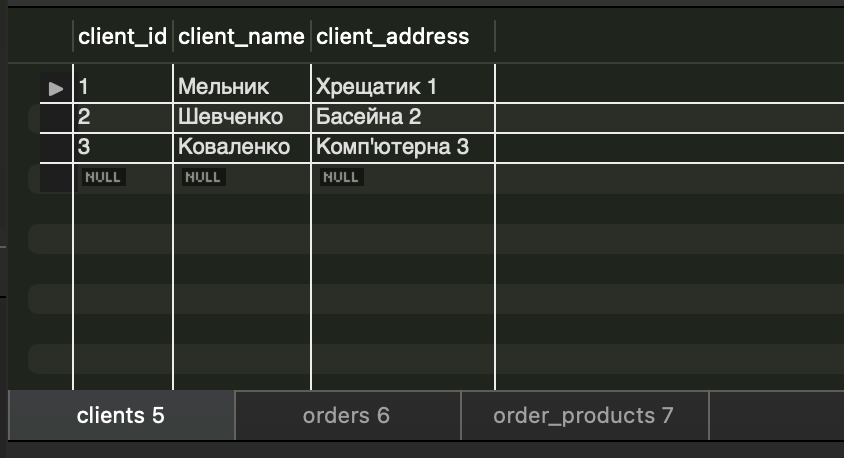 client_id client_name client_address
1 Мельник Хрещатик 1
2 Шевченко Басейна 2
3 Коваленко Комп'ютерна 3
NULL NULL NULL
clients 5 orders 6 order_products 7